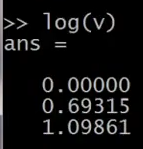 >> log(v)
ans =
0.00000
0.69315
1.09861